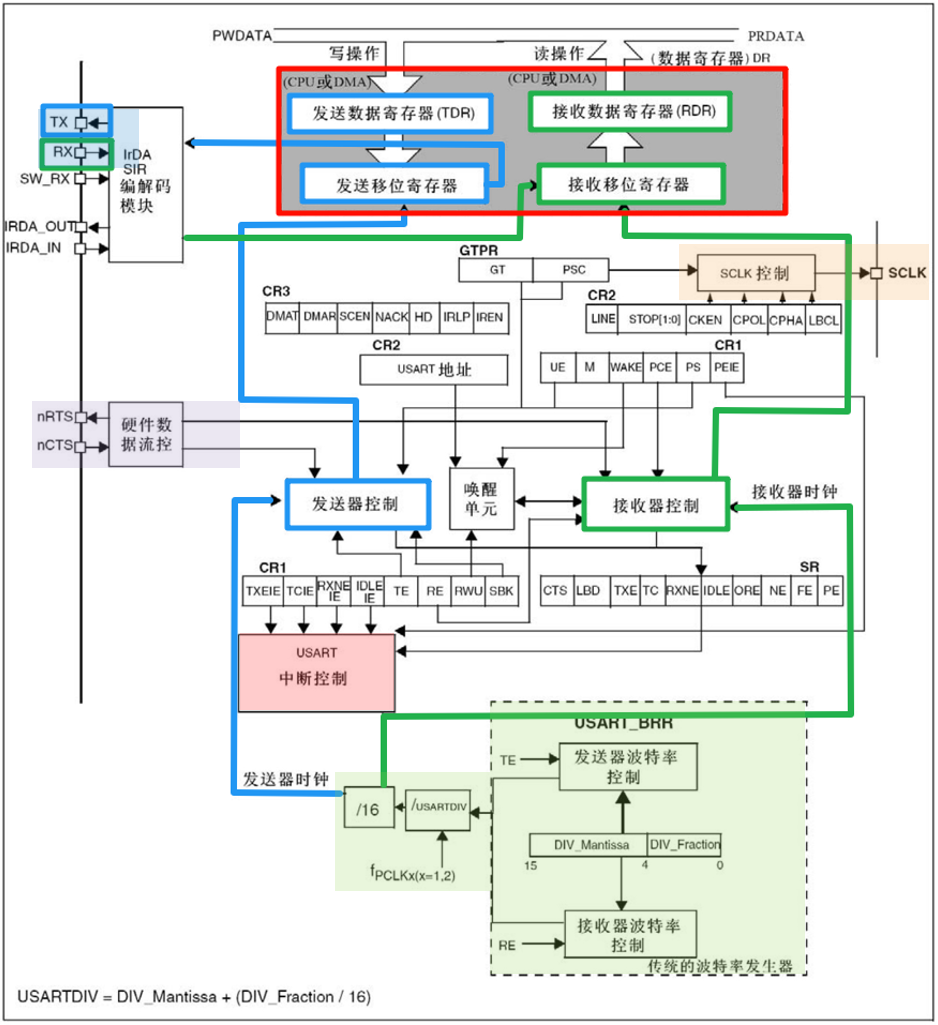 PWDATA
PRDATA
写操作
读操作
(数据寄存器) DR
(CPU或DMA)
(CPU或DMA)
发送数据寄存器(TDR)
接收数据寄存器(RDR)
TX
RX
SW_RX
IRDA_OUT
IRDA_IN
IrDA
SIR
编解码
模块
发送移位寄存器
接收移位寄存器
GTPR
GT
PSC
SCLK 控制
SCLK
CR3
DMAT
DMAR
SCEN
NACK
HD
IRLP
IREN
CR2
LINE
STOP[1:0]
CKEN
CPOL
CPHA
LBCL
CR2
USART 地址
CR1
UE
M
WAKE
PCE
PS
PEIE
nRTS
nCTS
硬件数
据流控
发送器控制
唤醒
单元
接收器控制
接收器时钟
CR1
TXEIE
TCIE
RXNE
IE
IDLE
IE
TE
RE
RWU
SBK
SR
CTS
LBD
TXE
TC
RXNE
IDLE
ORE
NE
FE
PE
USART
中断控制
USART_BRR
发送器时钟
TE
发送器波特率
控制
/16
/USARTDIV
DIV_Mantissa
DIV_Fraction
15
4
0
fPCLKx(x=1,2)
RE
接收器波特率
控制
传统的波特率发生器
USARTDIV = DIV_Mantissa + (DIV_Fraction / 16)